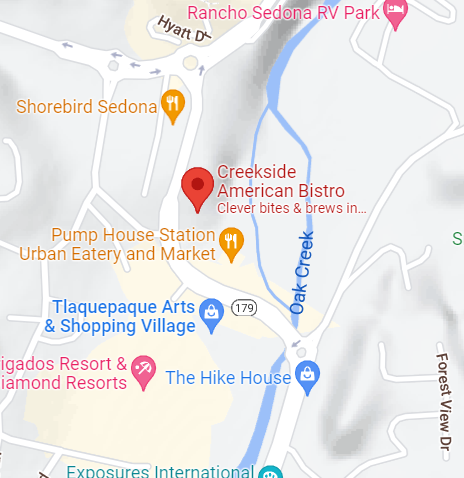 Rancho Sedona RV Park
Hyatt D
Shorebird Sedona
Creekside
American Bistro
Clever bites & brews in...
Pump House Station
Urban Eatery and Market
Oak Creek
S
179
Tlaquepaque Arts
& Shopping Village
rigados Resort &
iamond Resorts
The Hike House
Forest View Dr
Exposures International